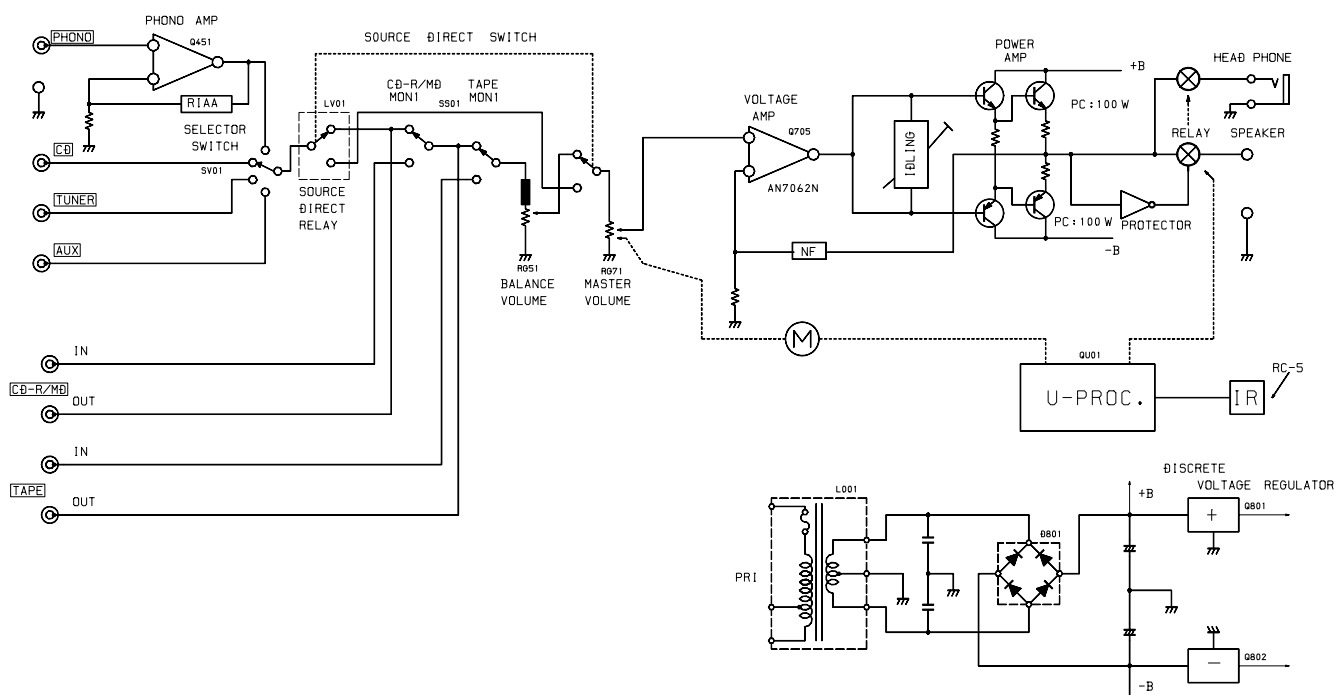 PHONO AMP
PHONO
Q451
RIAA
SOURCE DIRECT SWITCH
SELECTOR
SWITCH
CD
SV01
TUNER
AUX
LV01
SOURCE
DIRECT
RELAY
CD-R/MD
MON1
SS01
TAPE
MON1
RG51
BALANCE
VOLUME
RG71
MASTER
VOLUME
VOLTAGE
AMP
Q705
AN7062N
IDLING
NF
POWER
AMP
+B
PC:100W
PC:100W
-B
HEAD PHONE
RELAY
SPEAKER
PROTECTOR
M
QU01
U-PROC.
IR
RC-5
IN
CD-R/MD
OUT
IN
TAPE
OUT
PRI
L001
D801
DISCRETE
VOLTAGE REGULATOR
+B
+
Q801
−
Q802
-B